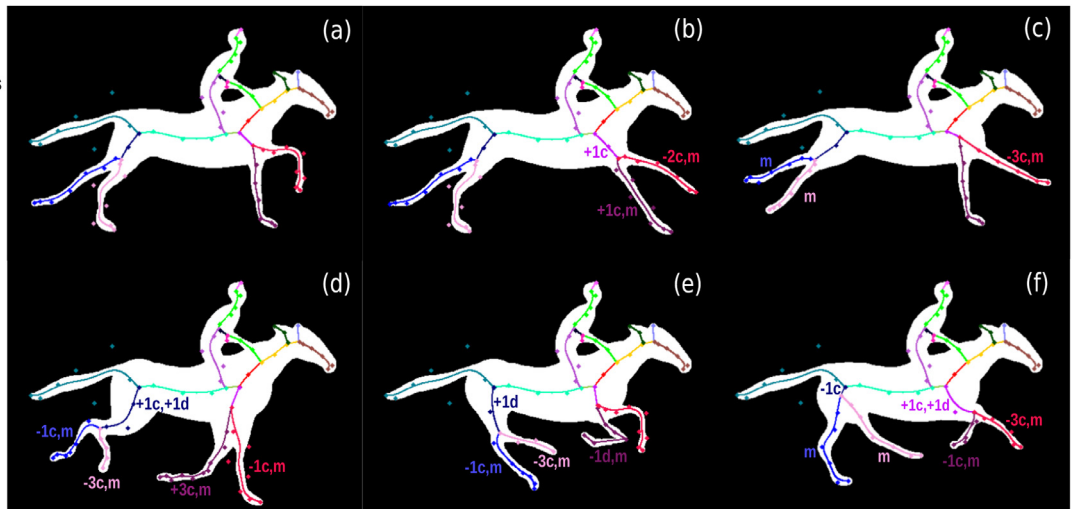 s
(a)
(b)
(c)
+1c
-2c,m
+1c,m
m
m
-3c,m
(d)
(e)
(f)
+1c,+1d
-1c,m
-3c,m
+3c,m
-1c,m
+1d
-1c,m
-3c,m
-1d,m
-1c
+1c,+1d
-3c,m
m
m
-1c,m